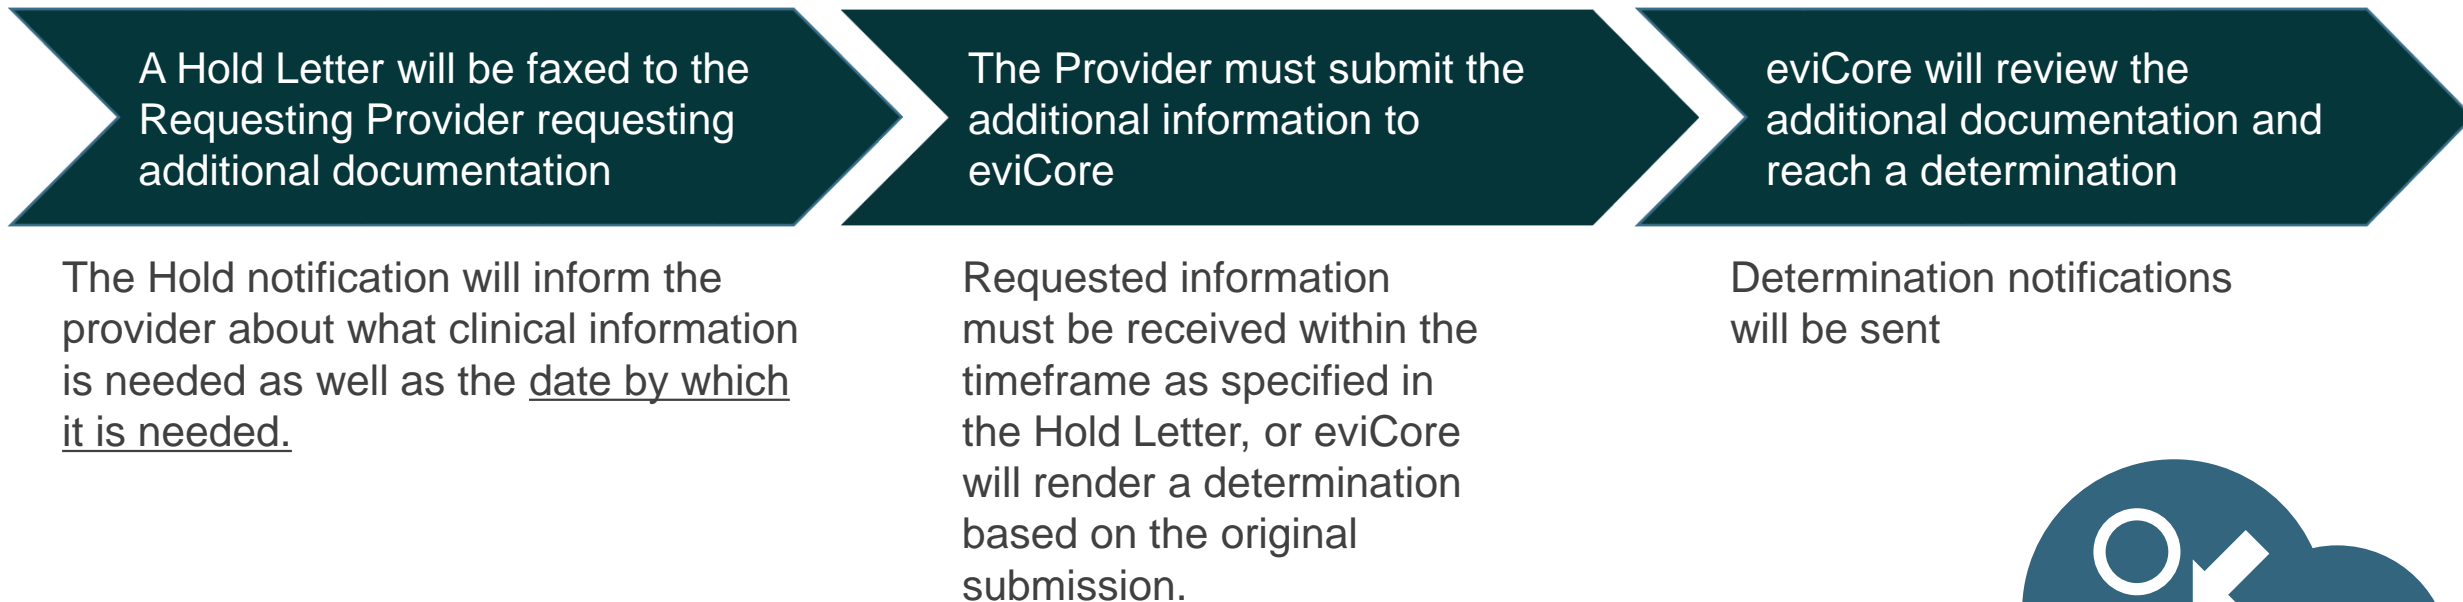 A Hold Letter will be faxed to the
Requesting Provider requesting
additional documentation
The Hold notification will inform the
provider about what clinical information
is needed as well as the date by which
it is needed.
The Provider must submit the
additional information to
eviCore
Requested information
must be received within the
timeframe as specified in
the Hold Letter, or eviCore
will render a determination
based on the original
submission.
eviCore will review the
additional documentation and
reach a determination
Determination notifications
will be sent